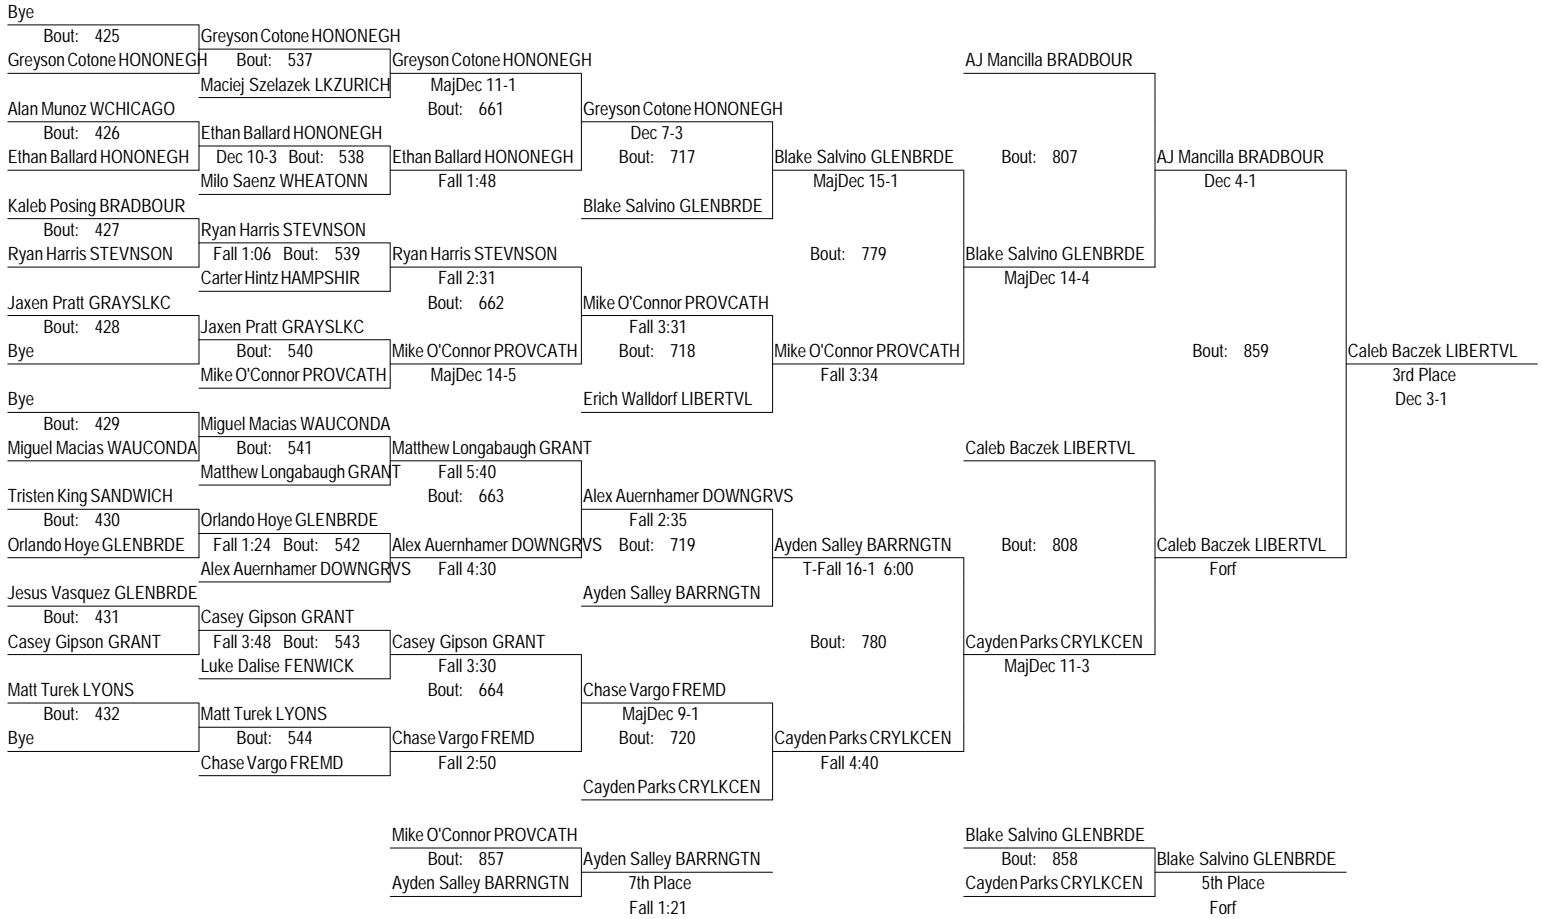 Bye
Bout: 425 Greyson Cotone HONONEGH
Greyson Cotone HONONEGH Bout: 537 Greyson Cotone HONONEGH AJ Mancilla BRADBOUR
Maciej Szelazek LKZURICH MajDec 11-1
Alan Munoz WCHICAGO Bout: 661 Greyson Cotone HONONEGH
Bout: 426 Ethan Ballard HONONEGH Dec 7-3
Ethan Ballard HONONEGH Dec 10-3 Bout: 538 Ethan Ballard HONONEGH Bout: 717 Blake Salvino GLENBRDE Bout: 807 AJ Mancilla BRADBOUR
Milo Saenz WHEATONN Fall 1:48 MajDec 15-1 Dec 4-1
Kaleb Posing BRADBOUR Blake Salvino GLENBRDE
Bout: 427 Ryan Harris STEVNSON
Ryan Harris STEVNSON Fall 1:06 Bout: 539 Ryan Harris STEVNSON Bout: 779 Blake Salvino GLENBRDE
Carter Hintz HAMPSHIR Fall 2:31 MajDec 14-4
Jaxen Pratt GRAYSLKC Bout: 662 Mike O'Connor PROVCATH
Bout: 428 Jaxen Pratt GRAYSLKC Fall 3:31
Bye Bout: 540 Mike O'Connor PROVCATH Bout: 718 Mike O'Connor PROVCATH Bout: 859 Caleb Baczek LIBERTVL
Mike O'Connor PROVCATH MajDec 14-5 Fall 3:34 3rd Place
Bye Erich Walldorf LIBERTVL Dec 3-1
Bout: 429 Miguel Macias WAUCONDA
Miguel Macias WAUCONDA Bout: 541 Matthew Longabaugh GRANT Caleb Baczek LIBERTVL
Matthew Longabaugh GRANT Fall 5:40
Tristen King SANDWICH Bout: 663 Alex Auernhamer DOWNGRVS
Bout: 430 Orlando Hoye GLENBRDE Fall 2:35
Orlando Hoye GLENBRDE Fall 1:24 Bout: 542 Alex Auernhamer DOWNGRVS Bout: 719 Ayden Salley BARRNGTN Bout: 808 Caleb Baczek LIBERTVL
Alex Auernhamer DOWNGRVS Fall 4:30 T-Fall 16-1 6:00 Forf
Jesus Vasquez GLENBRDE Ayden Salley BARRNGTN
Bout: 431 Casey Gipson GRANT
Casey Gipson GRANT Fall 3:48 Bout: 543 Casey Gipson GRANT Bout: 780 Cayden Parks CRYLKCEN
Luke Dalise FENWICK Fall 3:30 MajDec 11-3
Matt Turek LYONS Bout: 664 Chase Vargo FREMD
Bout: 432 Matt Turek LYONS MajDec 9-1
Bye Bout: 544 Chase Vargo FREMD Bout: 720 Cayden Parks CRYLKCEN
Chase Vargo FREMD Fall 2:50 Fall 4:40
Cayden Parks CRYLKCEN
Mike O'Connor PROVCATH Blake Salvino GLENBRDE
Bout: 857 Ayden Salley BARRNGTN Bout: 858 Blake Salvino GLENBRDE
Ayden Salley BARRNGTN 7th Place Cayden Parks CRYLKCEN 5th Place
Fall 1:21 Forf